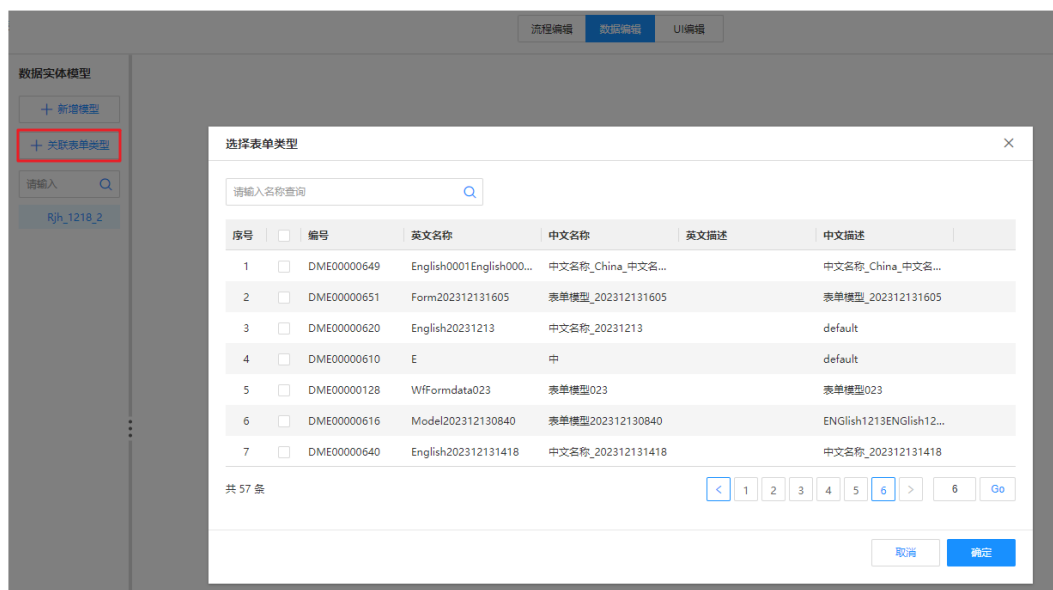 流程编辑 数据编辑 UI编辑
数据实体模型
+ 新增模型
+ 关联表单类型
请输入
Rjh_1218_2
选择表单类型
请输入名称查询
序号 编号 英文名称 中文名称 英文描述 中文描述
1 DME00000649 English0001English000... 中文名称_China_中文名... 中文名称_China_中文名...
2 DME00000651 Form202312131605 表单模型_202312131605 表单模型_202312131605
3 DME00000620 English20231213 中文名称_20231213 default
4 DME00000610 E 中 default
5 DME00000128 WfFormdata023 表单模型023 表单模型023
6 DME00000616 Model202312130840 表单模型202312130840 ENGlish1213ENGlish12...
7 DME00000640 English202312131418 中文名称_202312131418 中文名称_202312131418
共 57 条 < 1 2 3 4 5 6 > 6 Go
取消 确定